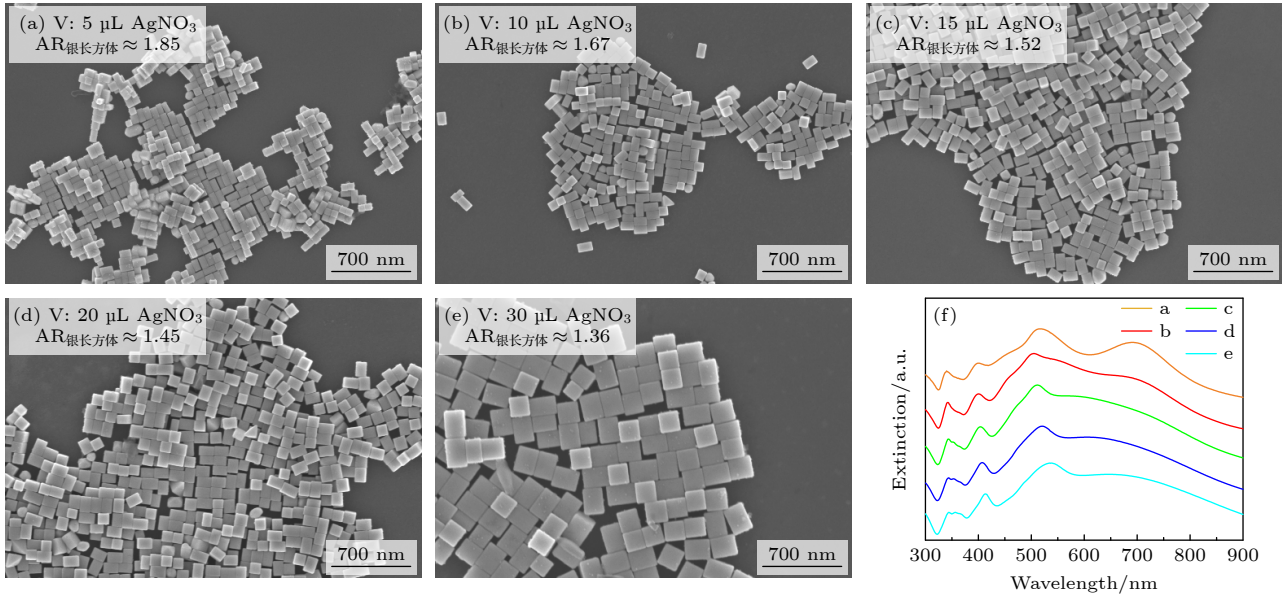 (a) V: 5 µL AgNO₃
AR银长方体 ≈ 1.85
700 nm
(b) V: 10 µL AgNO₃
AR银长方体 ≈ 1.67
700 nm
(c) V: 15 µL AgNO₃
AR银长方体 ≈ 1.52
700 nm
(d) V: 20 µL AgNO₃
AR银长方体 ≈ 1.45
700 nm
(e) V: 30 µL AgNO₃
AR银长方体 ≈ 1.36
700 nm
(f)
a
c
b
d
e
Extinction/a.u.
300 400 500 600 700 800 900
Wavelength/nm